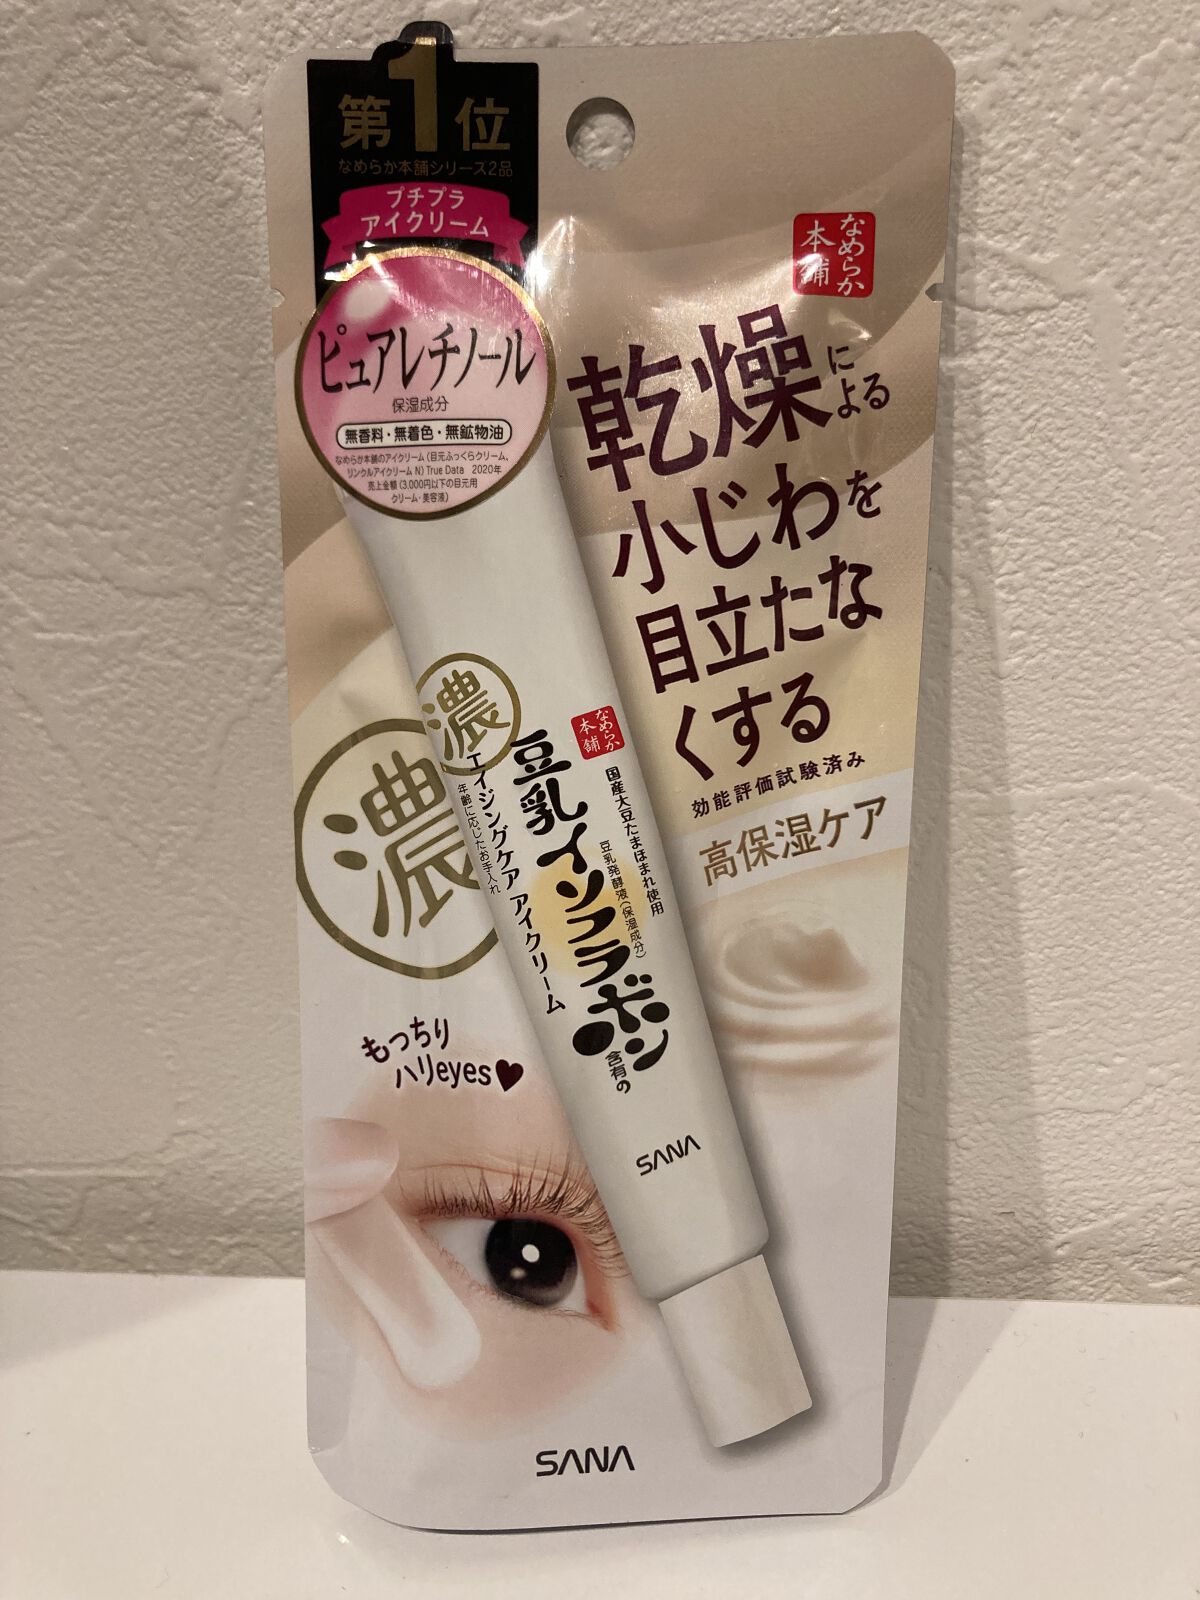 第1位
なめらか本舗シリーズ2品
プチプラ
アイクリーム
ピュアレチノール
保湿成分
無香料・無着色・無鉱物油
なめらか本舗のアイクリーム(目元ふっくらクリーム、
リンクルアイクリーム N) True Data 2020年
売上金額(3,000円以下の目元用
クリーム・美容液)
なめらか
本舗
乾燥による
小じわを
目立たな
くする
効能評価試験済み
高保湿ケア
濃
濃
なめらか
本舗
国産大豆たまほまれ使用
豆乳発酵液(保湿成分)
豆乳イソフラボン含有の
エイジングケア アイクリーム
年齢に応じたお手入れ
SANA
もっちり
ハリeyes♥
SANA